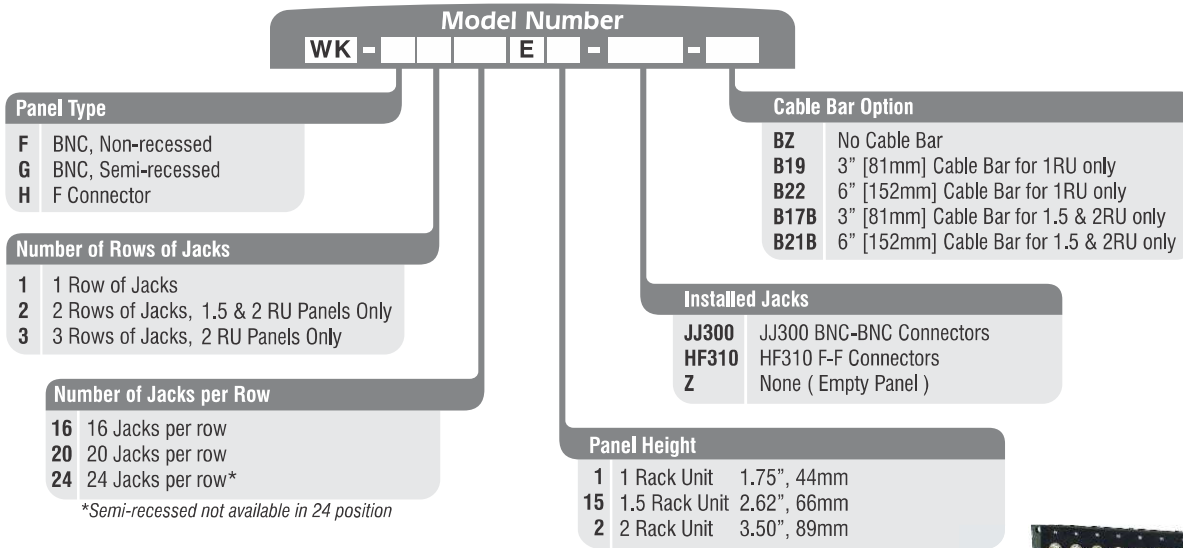 Model Number
WK - E - -
Panel Type
F BNC, Non-recessed
G BNC, Semi-recessed
H F Connector
Number of Rows of Jacks
1 1 Row of Jacks
2 2 Rows of Jacks, 1.5 & 2 RU Panels Only
3 3 Rows of Jacks, 2 RU Panels Only
Number of Jacks per Row
16 16 Jacks per row
20 20 Jacks per row
24 24 Jacks per row*
*Semi-recessed not available in 24 position
Cable Bar Option
BZ No Cable Bar
B19 3” [81mm] Cable Bar for 1RU only
B22 6” [152mm] Cable Bar for 1RU only
B17B 3” [81mm] Cable Bar for 1.5 & 2RU only
B21B 6” [152mm] Cable Bar for 1.5 & 2RU only
Installed Jacks
JJ300 JJ300 BNC-BNC Connectors
HF310 HF310 F-F Connectors
Z None ( Empty Panel )
Panel Height
1 1 Rack Unit 1.75”, 44mm
15 1.5 Rack Unit 2.62”, 66mm
2 2 Rack Unit 3.50”, 89mm